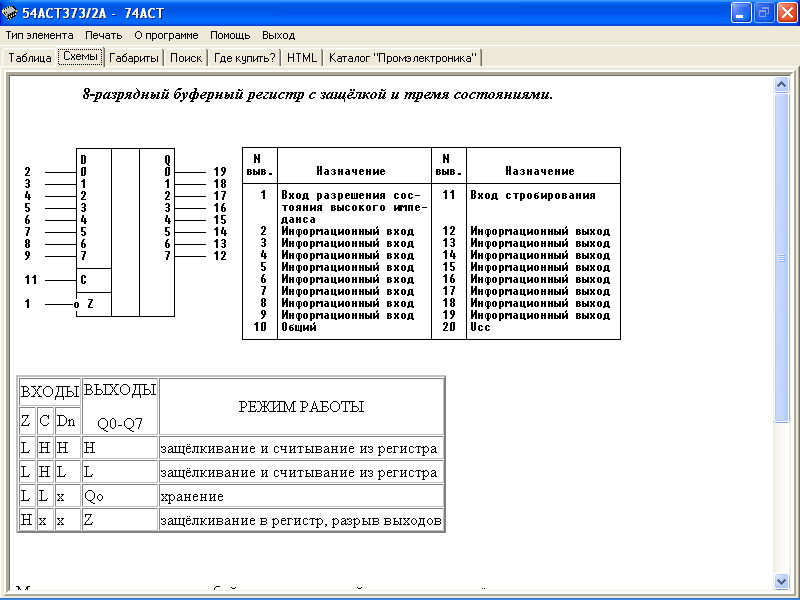 54ACT373/2A - 74ACT
Тип элемента Печать О программе Помощь Выход
Таблица Схемы Габариты Поиск Где купить? HTML Каталог "Промэлектроника"
8-разрядный буферный регистр с защёлкой и тремя состояниями.
D Q
2 0 0 19
3 1 1 18
4 2 2 17
5 3 3 16
6 4 4 15
7 5 5 14
8 6 6 13
9 7 7 12
11 C
1 Z
N выв. Назначение N выв. Назначение
1 Вход разрешения сос- 11 Вход стробирования
тояния высокого импе-
данса
2 Информационный вход 12 Информационный выход
3 Информационный вход 13 Информационный выход
4 Информационный вход 14 Информационный выход
5 Информационный вход 15 Информационный выход
6 Информационный вход 16 Информационный выход
7 Информационный вход 17 Информационный выход
8 Информационный вход 18 Информационный выход
9 Информационный вход 19 Информационный выход
10 Общий 20 Ucc
ВХОДЫ ВЫХОДЫ РЕЖИМ РАБОТЫ
Z C Dn Q0-Q7
L H H H защёлкивание и считывание из регистра
L H L L защёлкивание и считывание из регистра
L L x Qo хранение
H x x Z защёлкивание в регистр, разрыв выходов